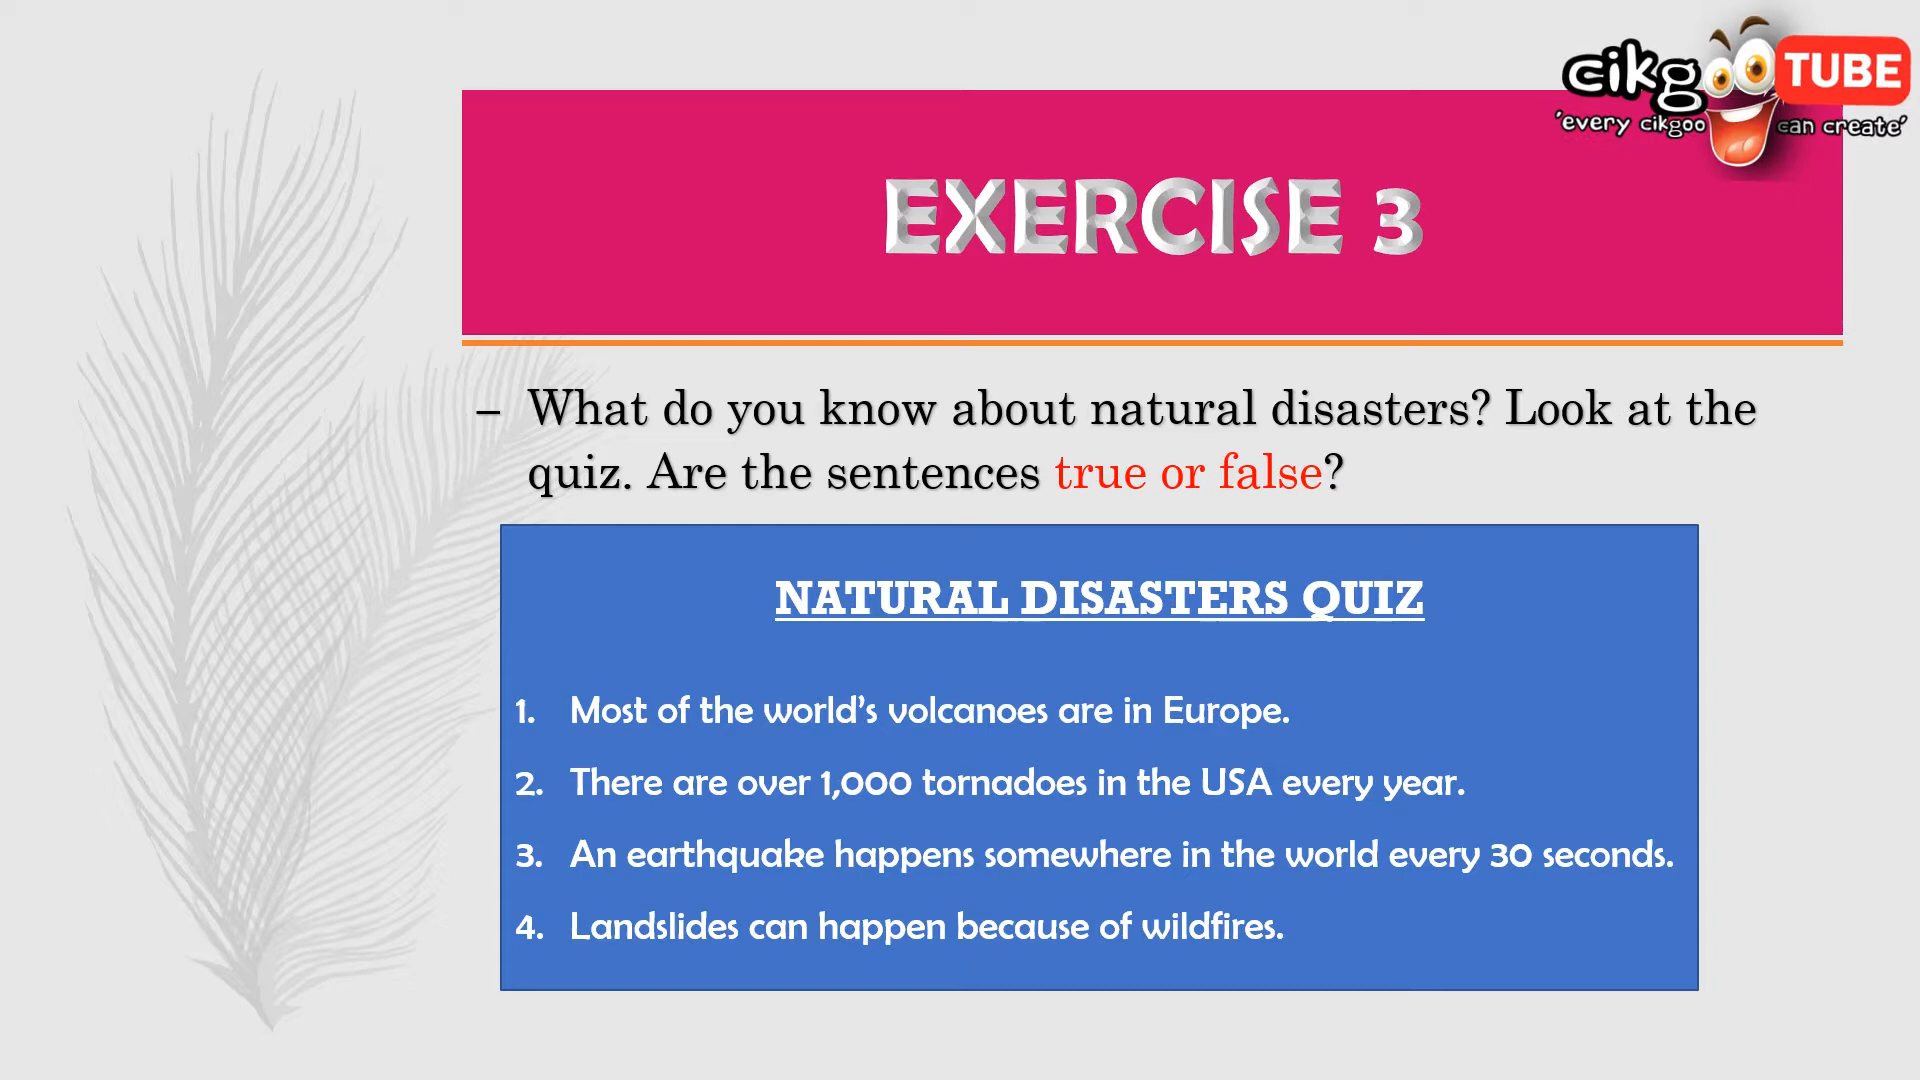 cikgoo TUBE
'every cikgoo can create'
EXERCISE 3
– What do you know about natural disasters? Look at the
quiz. Are the sentences true or false?
NATURAL DISASTERS QUIZ
1. Most of the world's volcanoes are in Europe.
2. There are over 1,000 tornadoes in the USA every year.
3. An earthquake happens somewhere in the world every 30 seconds.
4. Landslides can happen because of wildfires.